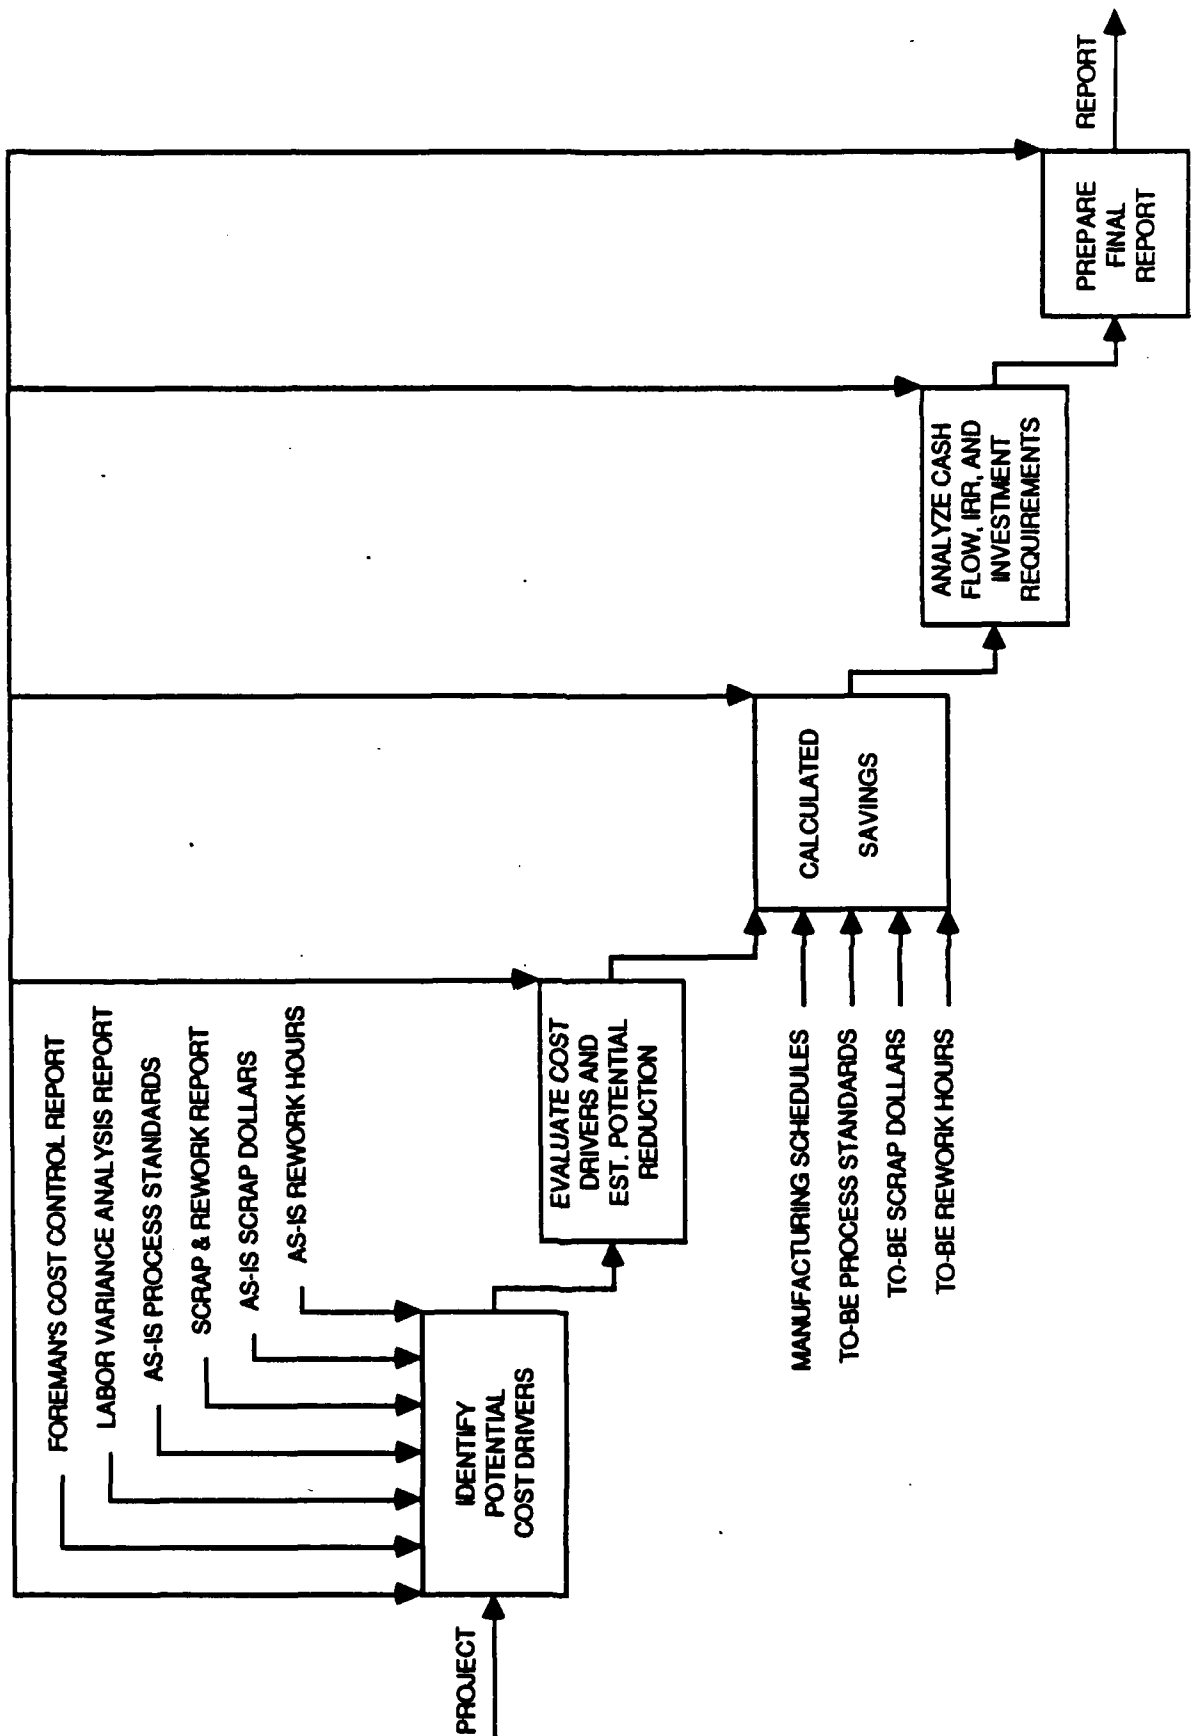 FOREMAN'S COST CONTROL REPORT
LABOR VARIANCE ANALYSIS REPORT
AS-IS PROCESS STANDARDS
SCRAP & REWORK REPORT
AS-IS SCRAP DOLLARS
AS-IS REWORK HOURS
PROJECT
IDENTIFY
POTENTIAL
COST DRIVERS
EVALUATE COST
DRIVERS AND
EST. POTENTIAL
REDUCTION
MANUFACTURING SCHEDULES
TO-BE PROCESS STANDARDS
TO-BE SCRAP DOLLARS
TO-BE REWORK HOURS
CALCULATED
SAVINGS
ANALYZE CASH
FLOW, IRR, AND
INVESTMENT
REQUIREMENTS
PREPARE
FINAL
REPORT
REPORT